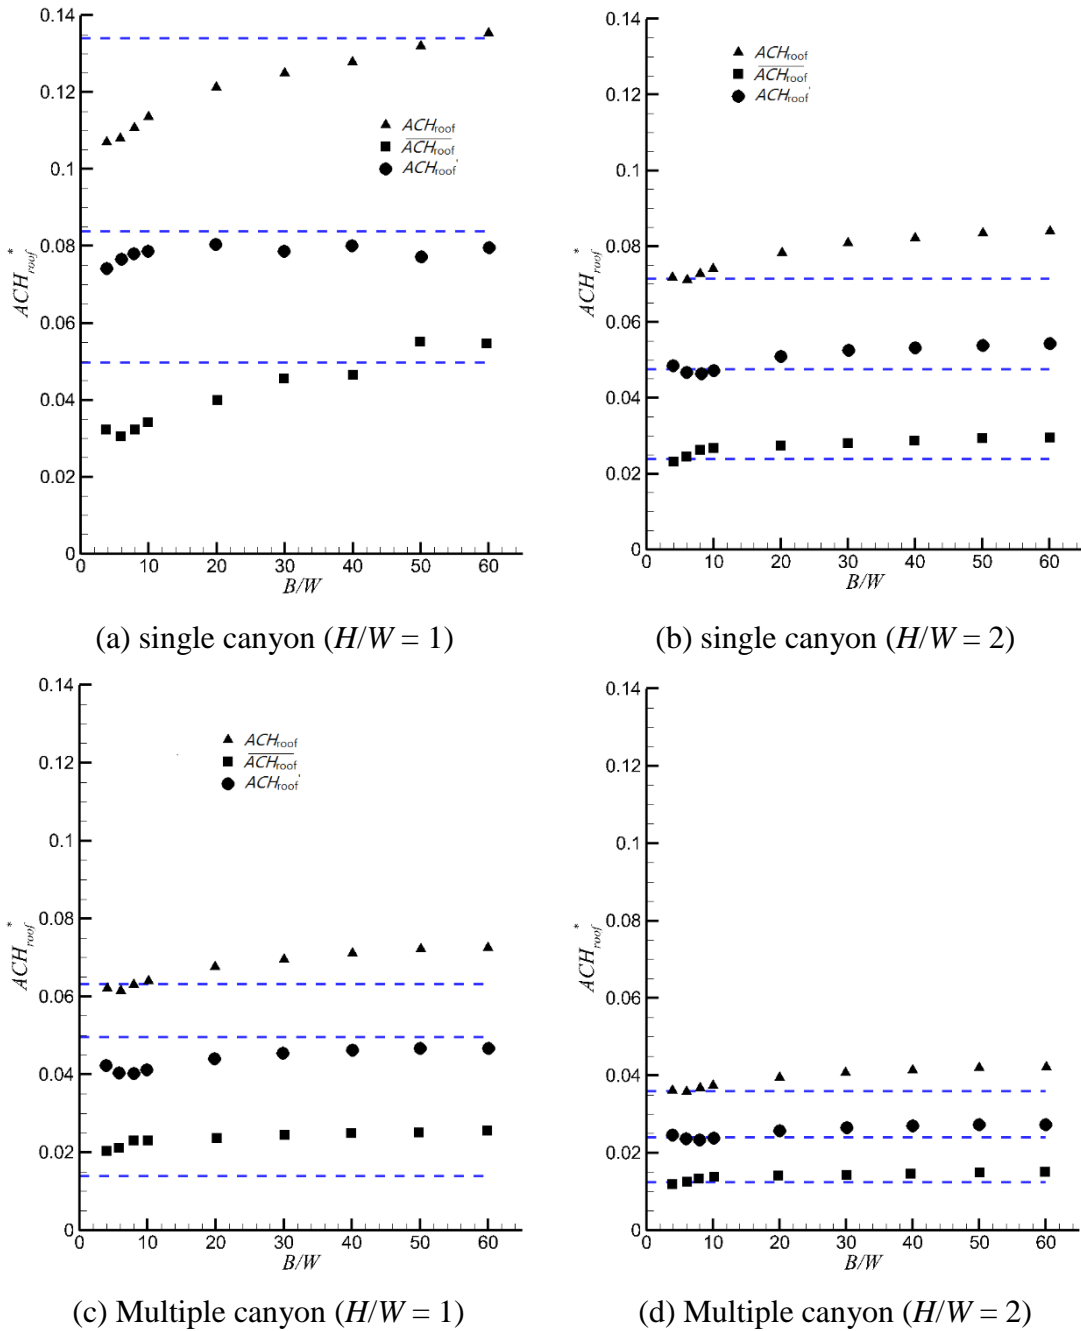 0.14
0.12
0.1
0.08
0.06
0.04
0.02
0
ACH*roof
ACHroof
ACHroof
ACHroof'
0 10 20 30 40 50 60
B/W
(a) single canyon (H/W = 1)
0.14
0.12
0.1
0.08
0.06
0.04
0.02
0
ACH*roof
ACHroof
ACHroof
ACHroof'
0 10 20 30 40 50 60
B/W
(b) single canyon (H/W = 2)
0.14
0.12
0.1
0.08
0.06
0.04
0.02
0
ACH*roof
ACHroof
ACHroof
ACHroof'
0 10 20 30 40 50 60
B/W
(c) Multiple canyon (H/W = 1)
0.14
0.12
0.1
0.08
0.06
0.04
0.02
0
ACH*roof
0 10 20 30 40 50 60
B/W
(d) Multiple canyon (H/W = 2)